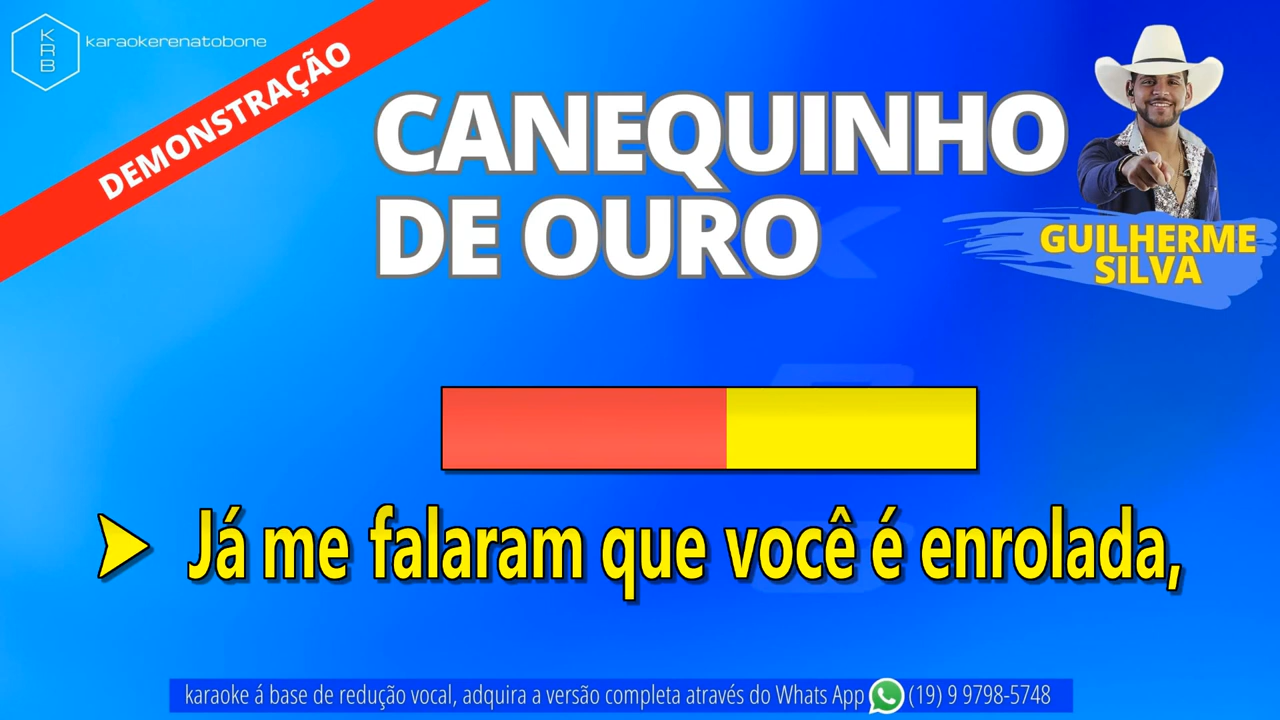 KRB
karaokerenatobone
DEMONSTRAÇÃO
CANEQUINHO
DE OURO
GUILHERME
SILVA
Já me falaram que você é enrolada,
karaoke á base de redução vocal, adquira a versão completa através do Whats App (19) 9 9798-5748